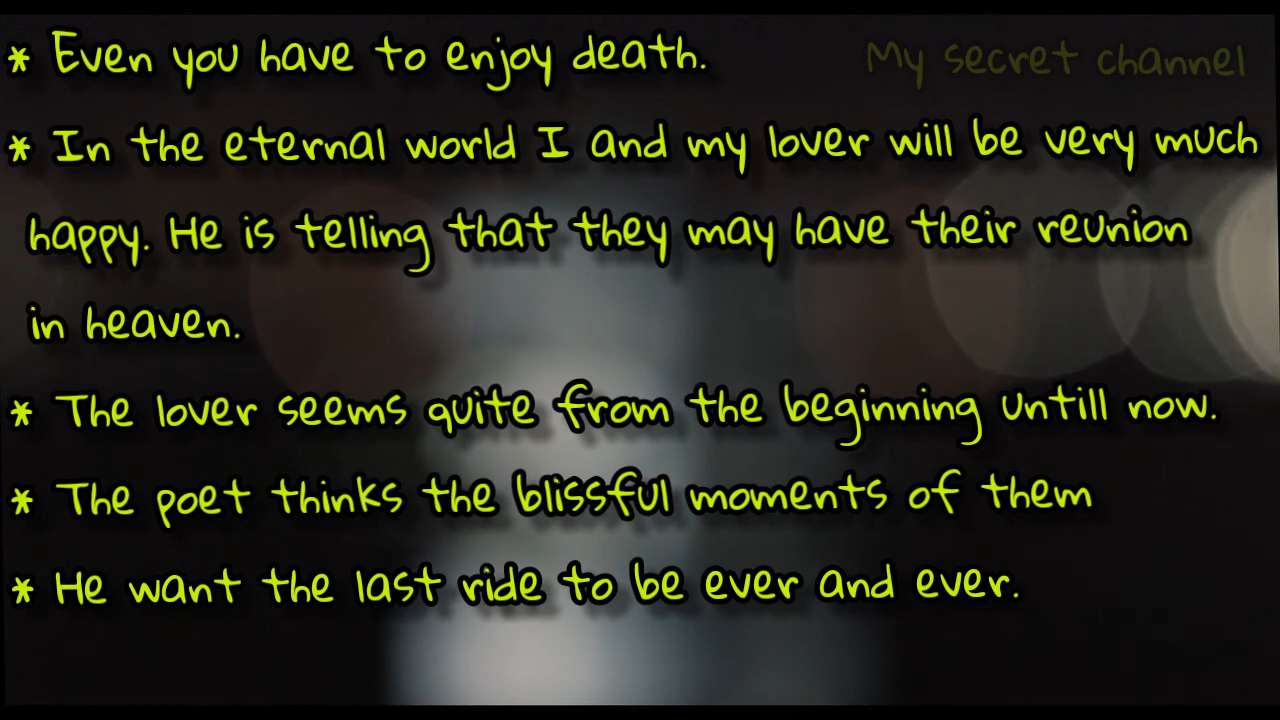 * Even you have to enjoy death.
My secret channel
* In the eternal world I and my lover will be very much
happy. He is telling that they may have their reunion
in heaven.
* The lover seems quite from the beginning untill now.
* The poet thinks the blissful moments of them
* He want the last ride to be ever and ever.